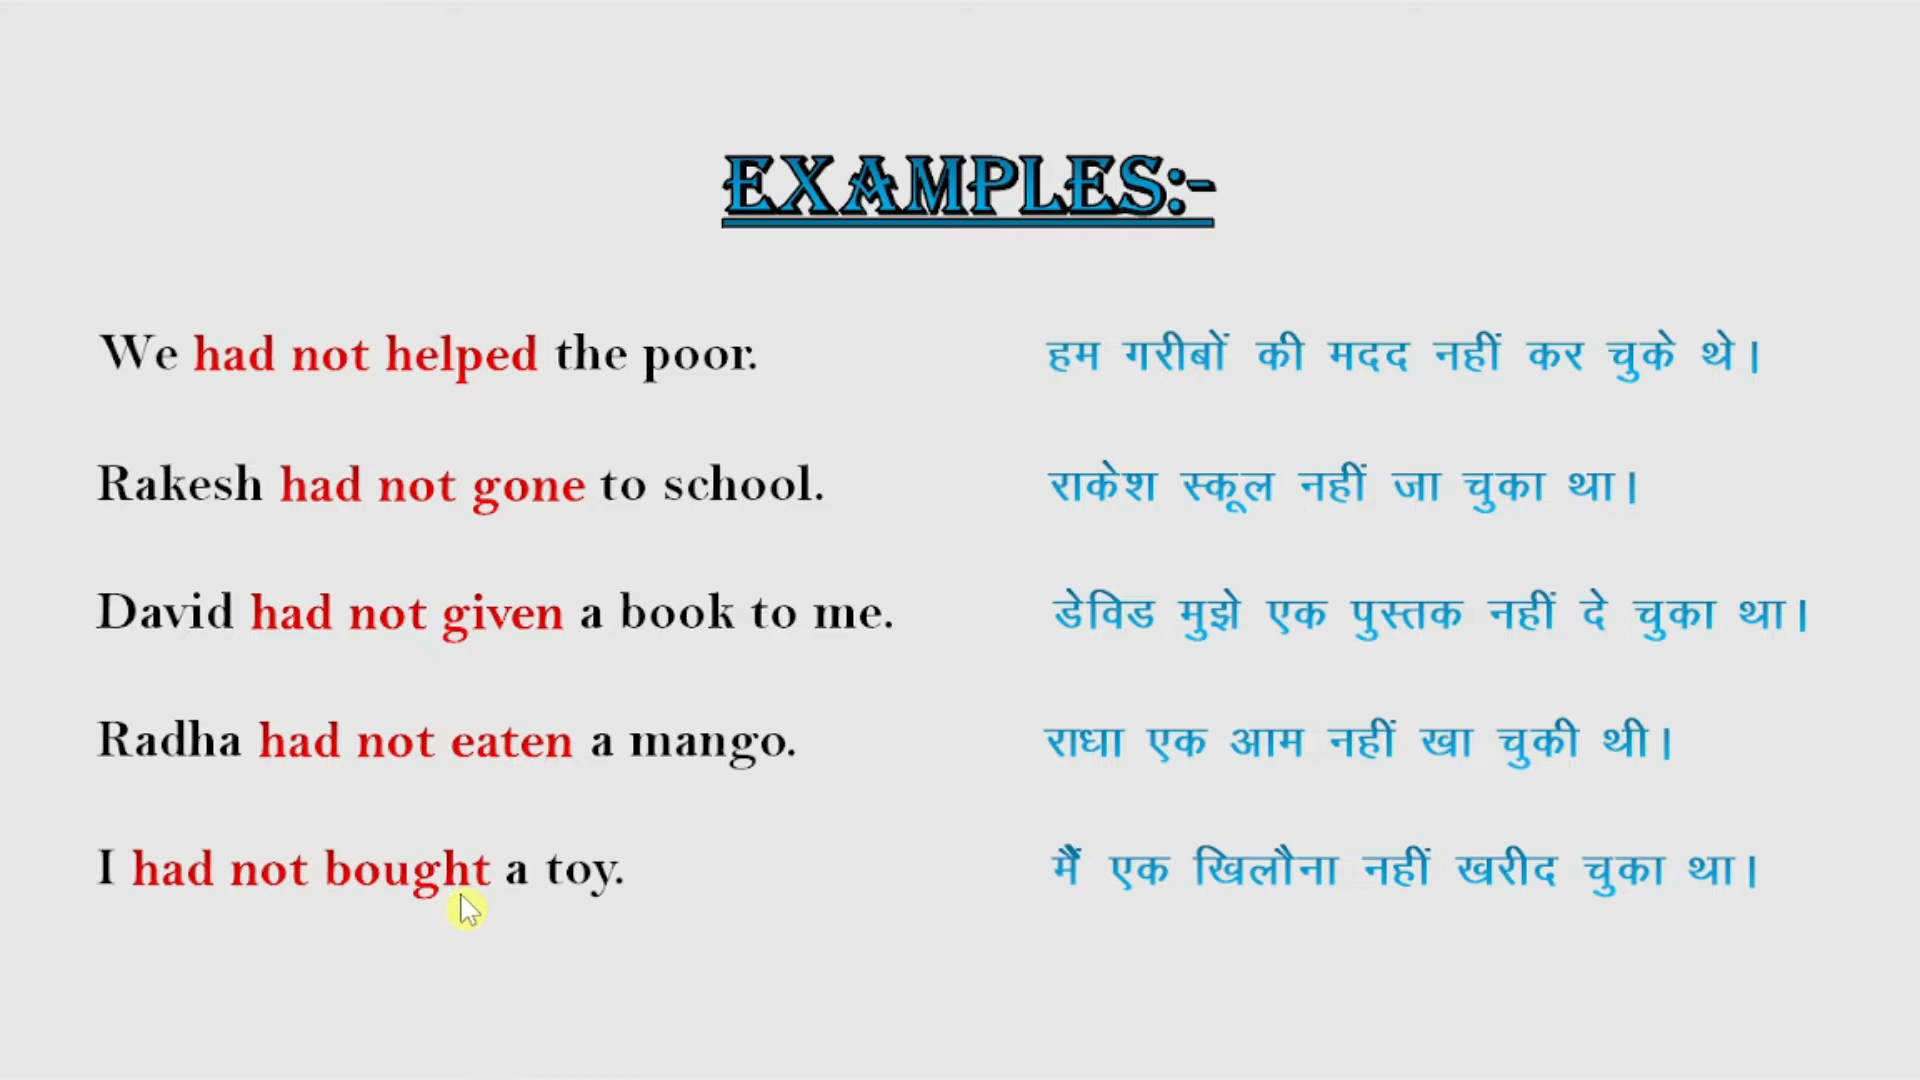 EXAMPLES:-
We had not helped the poor. हम गरीबों की मदद नहीं कर चुके थे।
Rakesh had not gone to school. राकेश स्कूल नहीं जा चुका था।
David had not given a book to me. डेविड मुझे एक पुस्तक नहीं दे चुका था।
Radha had not eaten a mango. राधा एक आम नहीं खा चुकी थी।
I had not bought a toy. मैं एक खिलौना नहीं खरीद चुका था।